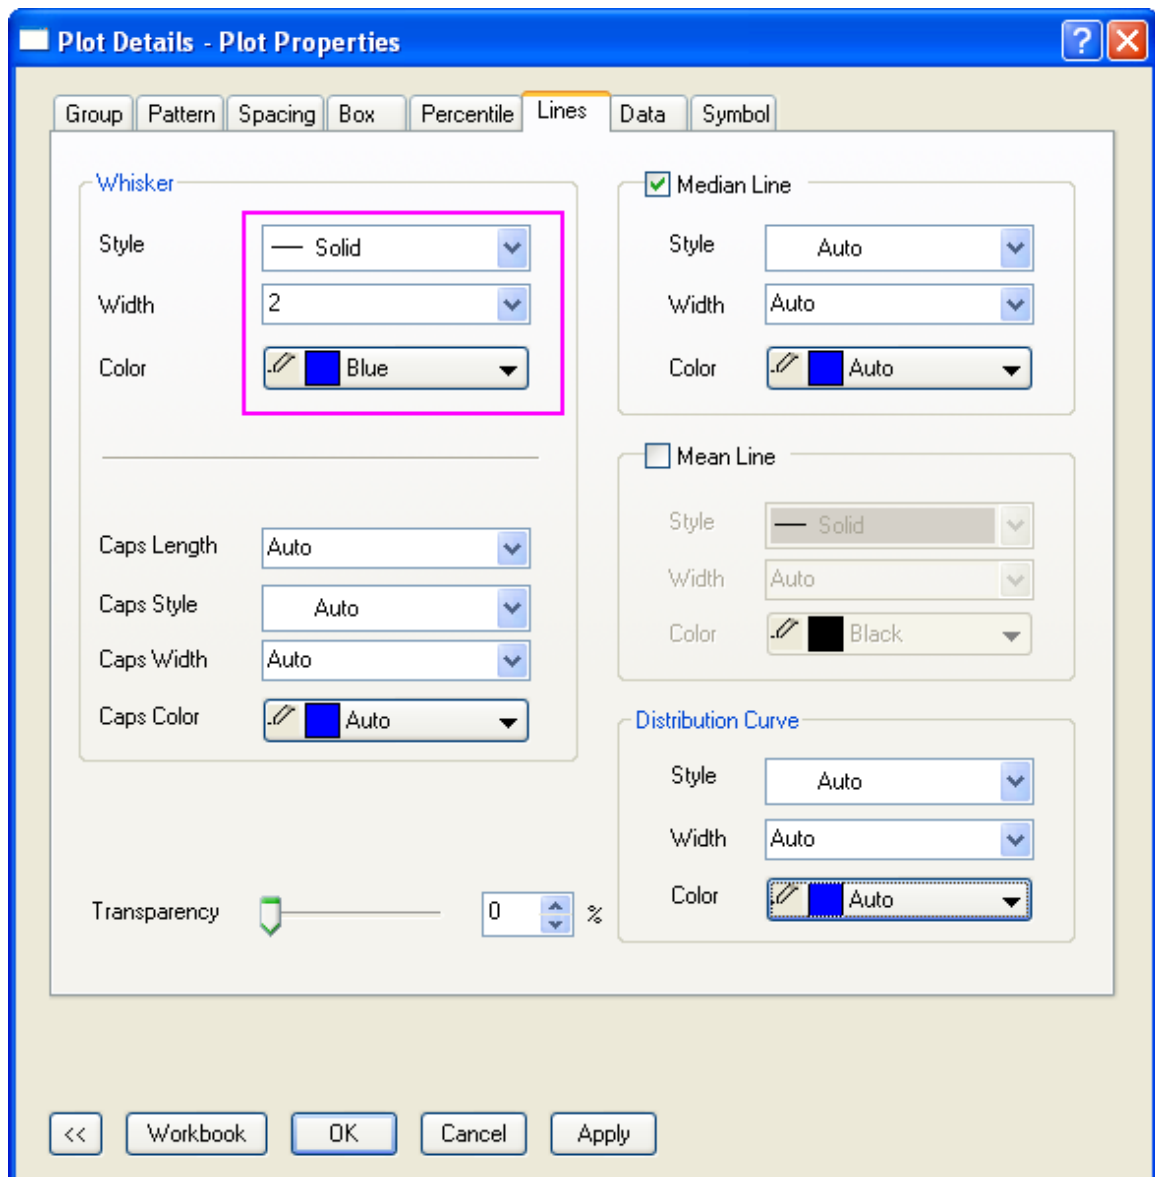 Plot Details - Plot Properties
?
Group Pattern Spacing Box Percentile Lines Data Symbol
Whisker
Style Solid
Width 2
Color Blue
Caps Length Auto
Caps Style Auto
Caps Width Auto
Caps Color Auto
Transparency 0 %
Median Line
Style Auto
Width Auto
Color Auto
Mean Line
Style Solid
Width Auto
Color Black
Distribution Curve
Style Auto
Width Auto
Color Auto
<< Workbook OK Cancel Apply